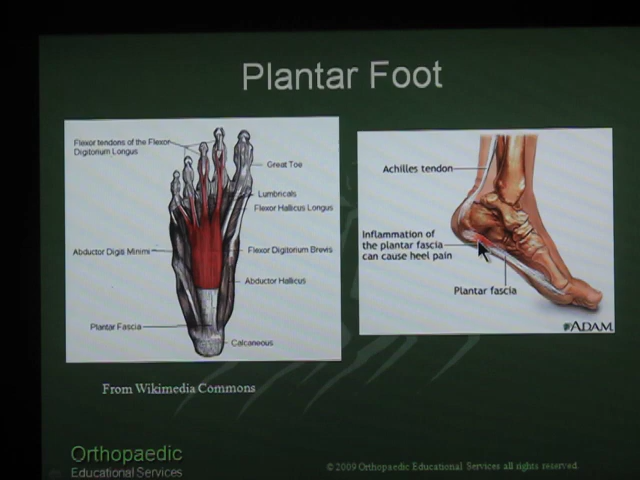 Plantar Foot
Flexor tendons of the Flexor
Digitorium Longus
Great Toe
Lumbricals
Flexor Hallicus Longus
Abductor Digiti Minimi
Flexor Digitorium Brevis
Abductor Hallicus
Plantar Fascia
Calcaneous
Achilles tendon
Inflammation of
the plantar fascia
can cause heel pain
Plantar fascia
ADAM
From Wikimedia Commons
Orthopaedic
Educational Services
© 2009 Orthopaedic Educational Services all rights reserved